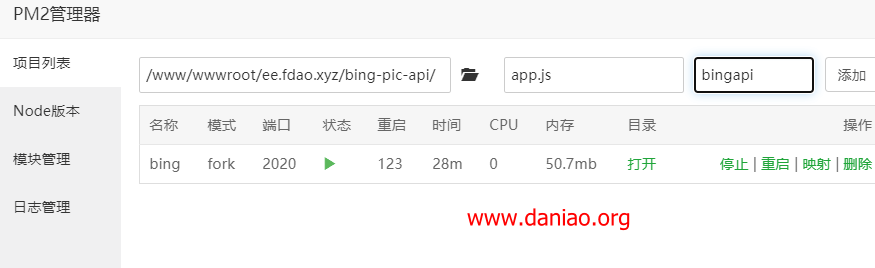 PM2管理器
项目列表
/www/wwwroot/ee.fdao.xyz/bing-pic-api/ app.js bingapi 添加
Node版本
名称 模式 端口 状态 重启 时间 CPU 内存 目录 操作
模块管理
bing fork 2020 123 28m 0 50.7mb 打开 停止 | 重启 | 映射 | 删除
日志管理
www.daniao.org